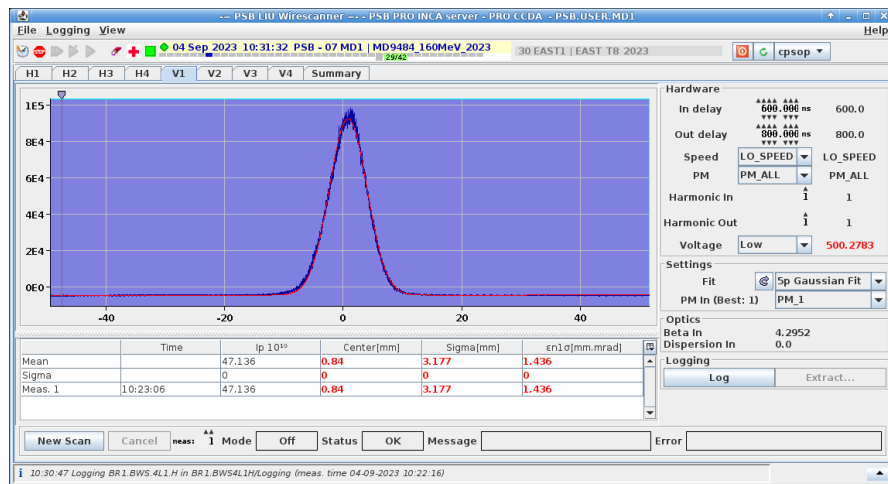 --- PSB LIU Wirescanner --- - PSB PRO INCA server - PRO CCDA - PSB.USER.MD1
File Logging View Help
04 Sep 2023 10:31:32 PSB - 07 MD1 | MD9484_160MeV_2023 30 EAST1 | EAST T8 2023 cpsop
29/42
H1 H2 H3 H4 V1 V2 V3 V4 Summary
1E5
8E4
6E4
4E4
2E4
0E0
-40 -20 0 20 40
Hardware
In delay 600.000 ns 600.0
Out delay 800.000 ns 800.0
Speed LO_SPEED LO_SPEED
PM PM_ALL PM_ALL
Harmonic In 1 1
Harmonic Out 1 1
Voltage Low 500.2783
Settings
Fit 5p Gaussian Fit
PM In (Best: 1) PM_1
Optics
Beta In 4.2952
Dispersion In 0.0
Logging
Log Extract...
Time Ip 10¹⁰ Center[mm] Sigma[mm] εn1σ[mm.mrad]
Mean 47.136 0.84 3.177 1.436
Sigma 0 0 0 0
Meas. 1 10:23:06 47.136 0.84 3.177 1.436
New Scan Cancel neas: 1 Mode Off Status OK Message Error
10:30:47 Logging BR1.BWS.4L1.H in BR1.BWS4L1H/Logging (meas. time 04-09-2023 10:22:16)